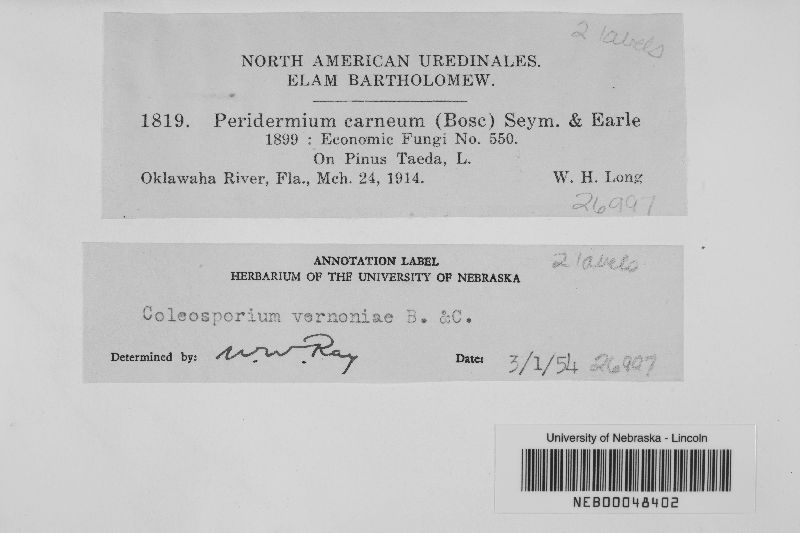 2 labels
NORTH AMERICAN UREDINALES.
ELAM BARTHOLOMEW.
1819. Peridermium carneum (Bosc) Seym. & Earle
1899 : Economic Fungi No. 550.
On Pinus Taeda, L.
Oklawaha River, Fla., Mch. 24, 1914. W. H. Long
26997
ANNOTATION LABEL 2 labels
HERBARIUM OF THE UNIVERSITY OF NEBRASKA
Coleosporium vernoniae B. &C.
Determined by: W.W. Ray Date: 3/1/54 26997
University of Nebraska - Lincoln
NEB00048402